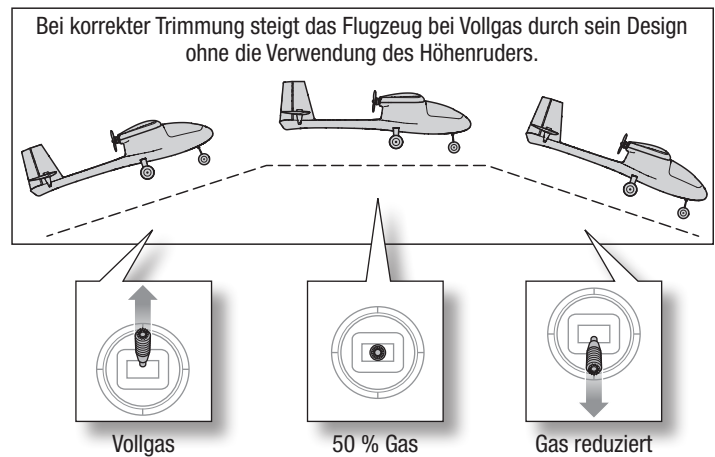 Bei korrekter Trimmung steigt das Flugzeug bei Vollgas durch sein Design
ohne die Verwendung des Höhenruders.
Vollgas
50 % Gas
Gas reduziert